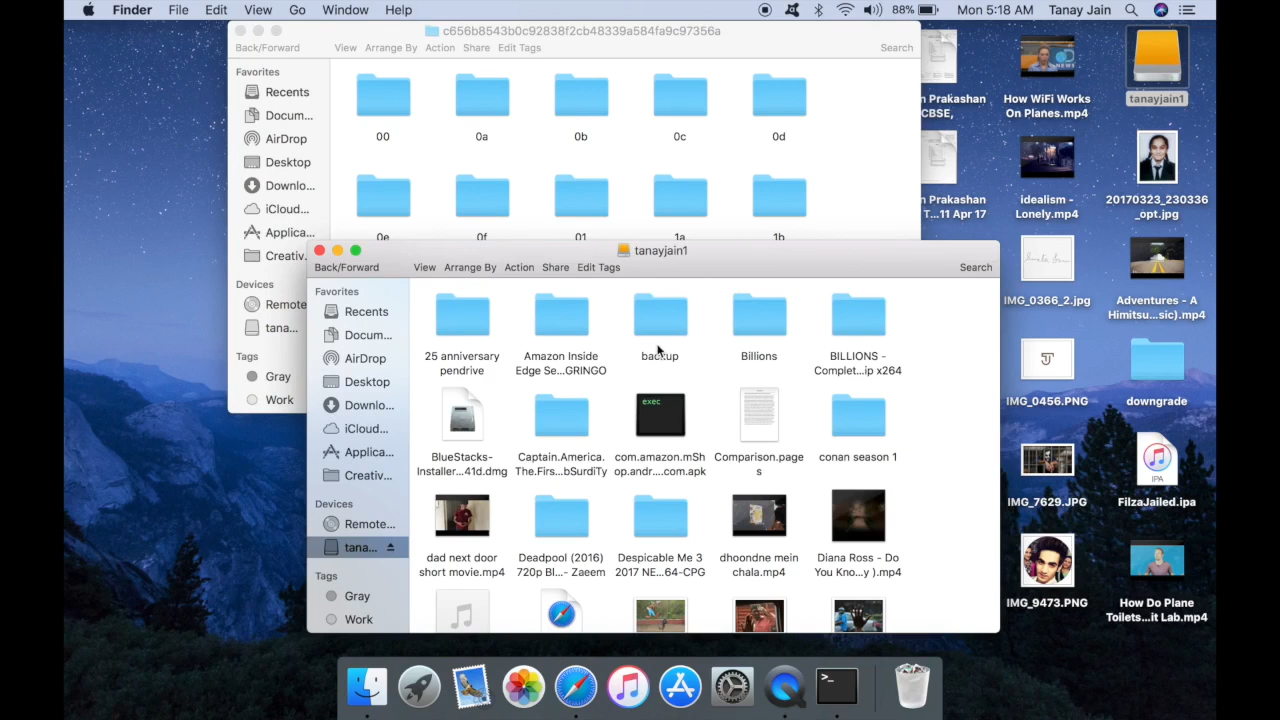 Finder File Edit View Go Window Help 88% Mon 5:18 AM Tanay Jain
c656b8543b0c92838f2cb48339a584fa9c97356a
Back/Forward View Arrange By Action Share Edit Tags Search
Favorites
Recents
Docum...
AirDrop
Desktop
Downlo...
iCloud...
Applica...
Creativ...
Devices
Remote
tana...
Tags
Gray
Work
00 0a 0b 0c 0d
0e 0f 01 1a 1b
tanayjain1
Back/Forward View Arrange By Action Share Edit Tags Search
Favorites
Recents
Docum...
AirDrop
Desktop
Downlo...
iCloud...
Applica...
Creativ...
Devices
Remote...
tana...
Tags
Gray
Work
25 anniversary
pendrive
Amazon Inside
Edge Se...GRINGO
backup
Billions
BILLIONS -
Complet...ip x264
BlueStacks-
Installer...41d.dmg
Captain.America.
The.Firs...bSurdiTy
exec
com.amazon.mSh
op.andr....com.apk
Comparison.page
s
conan season 1
dad next door
short movie.mp4
Deadpool (2016)
720p Bl...- Zaeem
Despicable Me 3
2017 NE...64-CPG
dhoondne mein
chala.mp4
Diana Ross - Do
You Kno...y ).mp4
n Prakashan
CBSE,
How WiFi Works
On Planes.mp4
tanayjain1
n Prakashan
T...11 Apr 17
idealism -
Lonely.mp4
20170323_230336
_opt.jpg
IMG_0366_2.jpg
Adventures - A
Himitsu...sic).mp4
IMG_0456.PNG
downgrade
IMG_7629.JPG
IPA
FilzaJailed.ipa
IMG_9473.PNG
How Do Plane
Toilets...it Lab.mp4
NEWS